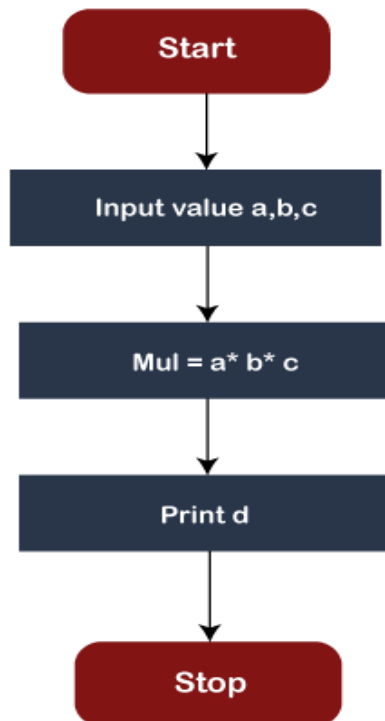 Start
Input value a,b,c
Mul = a* b* c
Print d
Stop